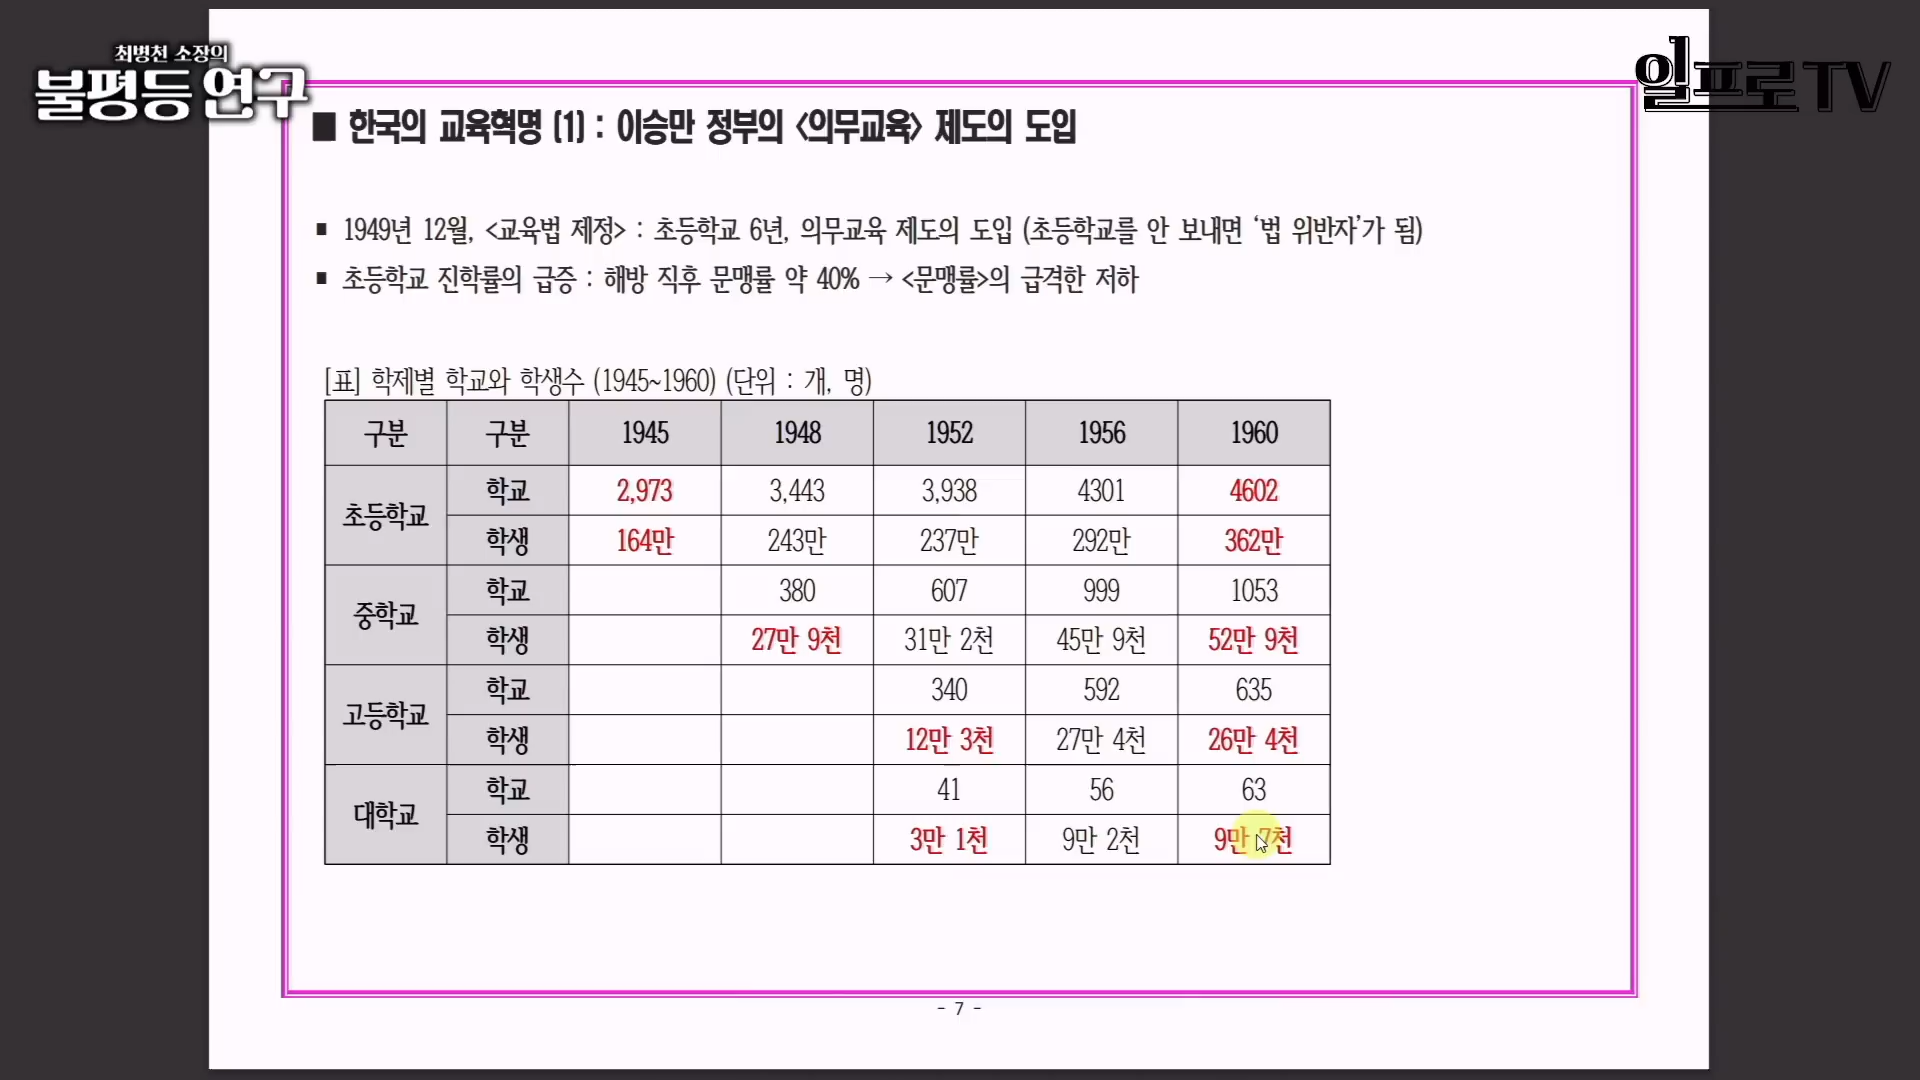 최병천 소장의
불평등 연구
일프로TV
■ 한국의 교육혁명 (1) : 이승만 정부의 <의무교육> 제도의 도입
▪ 1949년 12월, <교육법 제정> : 초등학교 6년, 의무교육 제도의 도입 (초등학교를 안 보내면 ‘법 위반자’가 됨)
▪ 초등학교 진학률의 급증 : 해방 직후 문맹률 약 40% → <문맹률>의 급격한 저하
[표] 학제별 학교와 학생수 (1945~1960) (단위 : 개, 명)
구분 구분 1945 1948 1952 1956 1960
초등학교 학교 2,973 3,443 3,938 4301 4602
학생 164만 243만 237만 292만 362만
중학교 학교 380 607 999 1053
학생 27만 9천 31만 2천 45만 9천 52만 9천
고등학교 학교 340 592 635
학생 12만 3천 27만 4천 26만 4천
대학교 학교 41 56 63
학생 3만 1천 9만 2천 9만 7천
- 7 -